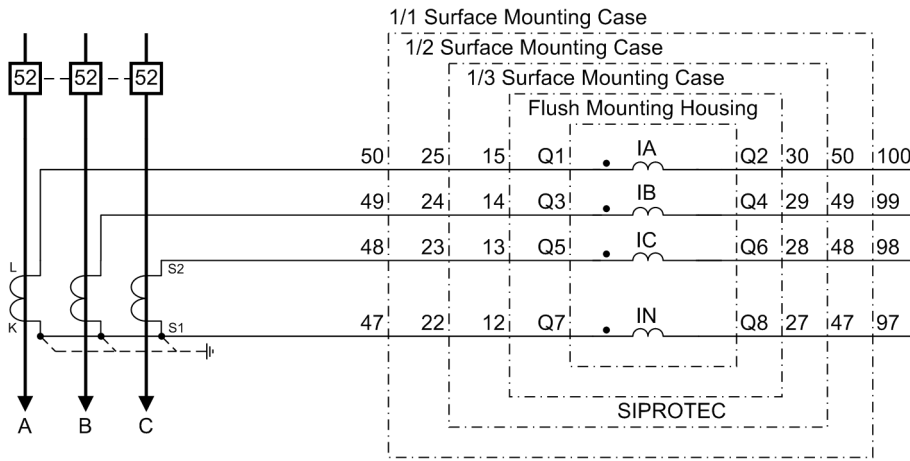 1/1 Surface Mounting Case
1/2 Surface Mounting Case
52 52 52
1/3 Surface Mounting Case
Flush Mounting Housing
50 25 15 Q1 IA Q2 30 50 100
49 24 14 Q3 IB Q4 29 49 99
48 23 13 Q5 IC Q6 28 48 98
L S2
K S1
47 22 12 Q7 IN Q8 27 47 97
SIPROTEC
A B C